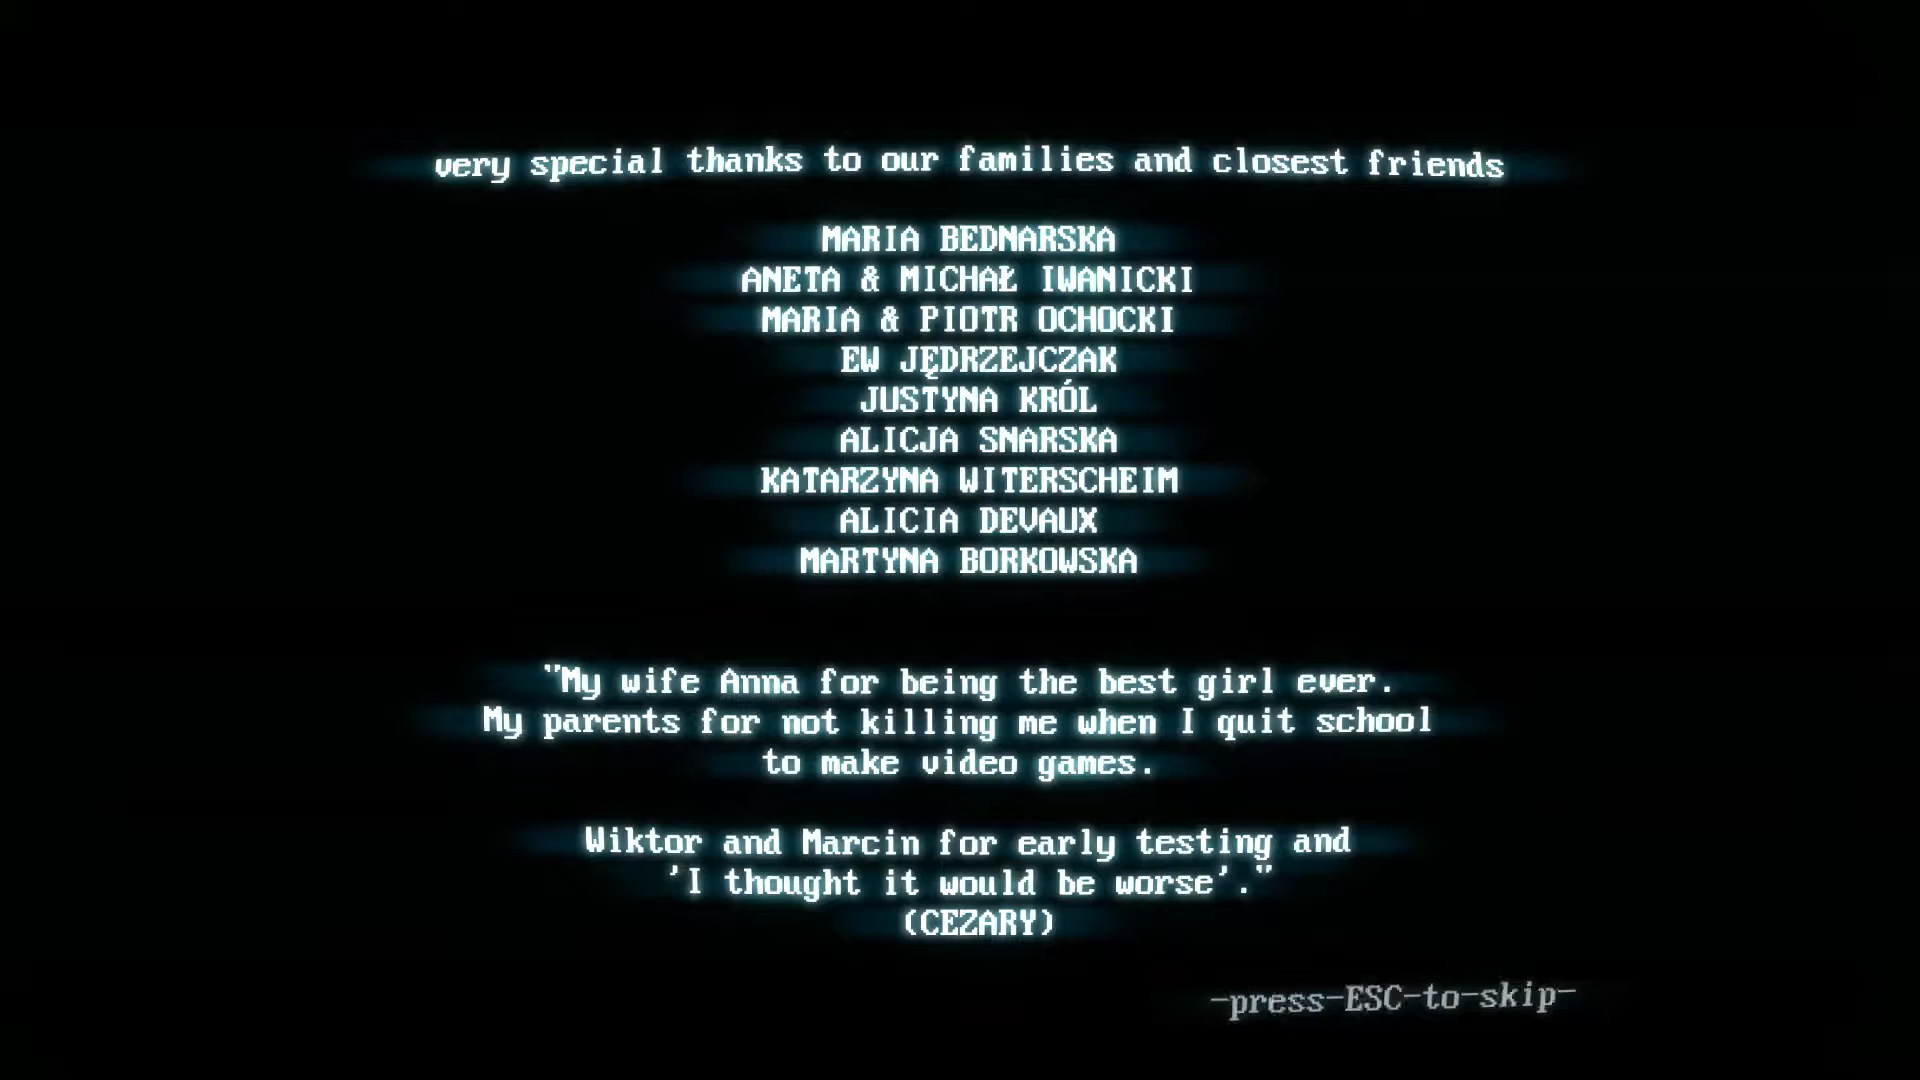 very special thanks to our families and closest friends
MARIA BEDNARSKA
ANETA & MICHAŁ IWANICKI
MARIA & PIOTR OCHOCKI
EW JĘDRZEJCZAK
JUSTYNA KRÓL
ALICJA SNARSKA
KATARZYNA WITERSCHEIM
ALICIA DEVAUX
MARTYNA BORKOWSKA
"My wife Anna for being the best girl ever.
My parents for not killing me when I quit school
to make video games.
Wiktor and Marcin for early testing and
'I thought it would be worse'."
(CEZARY)
-press-ESC-to-skip-